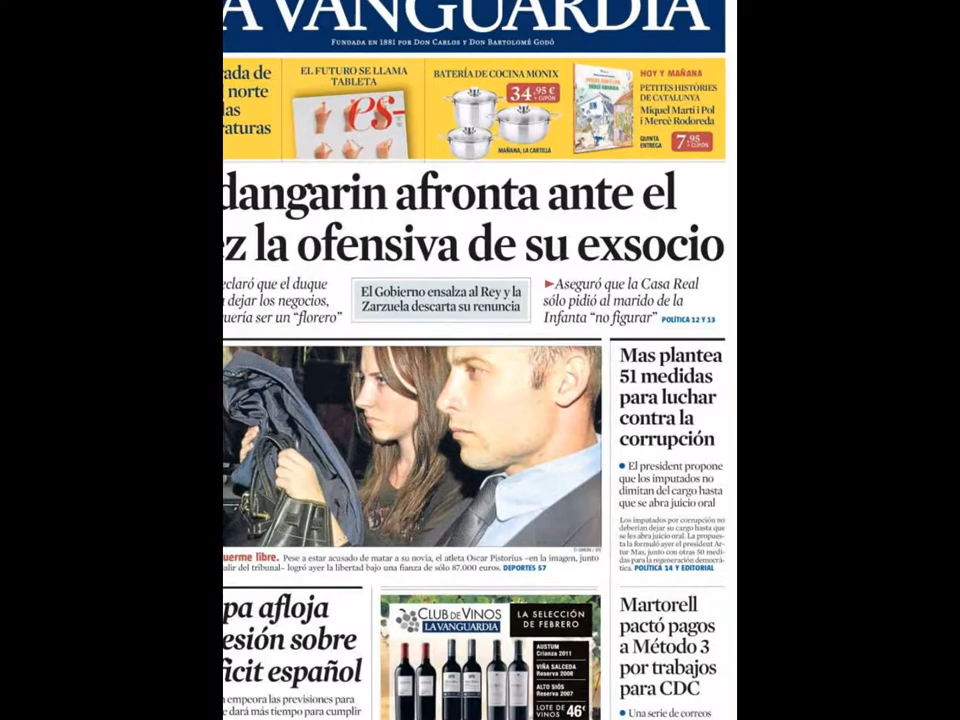 A VANGUARDIA
FUNDADA EN 1881 POR DON CARLOS Y DON BARTOLOMÉ GODÓ
rada de
norte
las
raturas
EL FUTURO SE LLAMA
TABLETA
es
BATERÍA DE COCINA MONIX
34,95 €
+ CUPÓN
MAÑANA, LA CARTILLA
HOY Y MAÑANA
PETITES HISTÒRIES
DE CATALUNYA
Miquel Martí i Pol
i Mercè Rodoreda
QUINTA
ENTREGA
7,95
+ CUPÓN
dangarin afronta ante el
ez la ofensiva de su exsocio
eclaró que el duque
a dejar los negocios,
quería ser un “florero”
El Gobierno ensalza al Rey y la
Zarzuela descarta su renuncia
Aseguró que la Casa Real
sólo pidió al marido de la
Infanta “no figurar” POLÍTICA 12 Y 13
Mas plantea
51 medidas
para luchar
contra la
corrupción
El president propone
que los imputados no
dimitan del cargo hasta
que se abra juicio oral
Los imputados por corrupción no
deberían dejar su cargo hasta que
se les abra juicio oral. La propues-
ta la formuló ayer el president Ar-
tur Mas, junto con otras 50 medi-
das para la regeneración democrá-
tica. POLÍTICA 14 Y EDITORIAL
uerme libre. Pese a estar acusado de matar a su novia, el atleta Oscar Pistorius –en la imagen, junto
alir del tribunal– logró ayer la libertad bajo una fianza de sólo 87.000 euros. DEPORTES 57
pa afloja
esión sobre
ficit español
empeora las previsiones para
e dará más tiempo para cumplir
CLUB DE VINOS
LA VANGUARDIA
LA SELECCIÓN
DE FEBRERO
AUSTUM
Crianza 2011
VIÑA SALCEDA
Reserva 2008
ALTO SIÓS
Reserva 2007
LOTE DE
VINOS 46€
Martorell
pactó pagos
a Método 3
por trabajos
para CDC
Una serie de correos